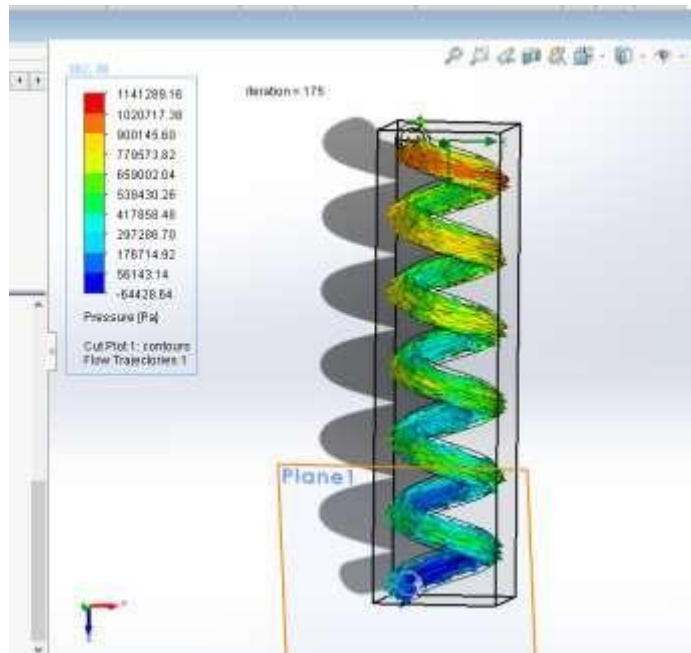 1141289.16
1020717.38
900145.60
779573.82
659002.04
538430.26
417858.48
297286.70
176714.92
56143.14
-64428.64
Pressure [Pa]
Cut Plot 1: contours
Flow Trajectories 1
iteration = 175
Plane1